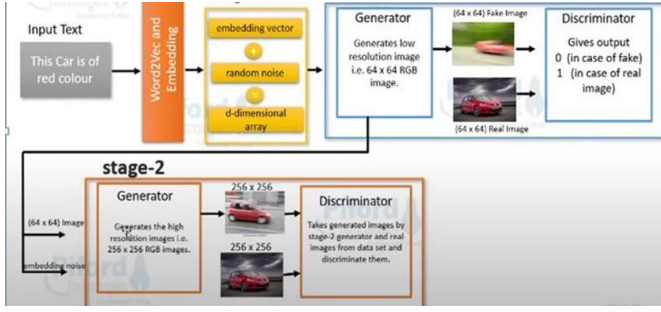 Input Text
This Car is of
red colour
Word2Vec and
Embedding
embedding vector
+
random noise
=
d-dimensional
array
Generator
Generates low
resolution image
i.e. 64 x 64 RGB
image.
(64 x 64) Fake Image
(64 x 64) Real Image
Discriminator
Gives output
0 (in case of fake)
1 (in case of real
image)
stage-2
(64 x 64) Image
embedding noise
Generator
Generates the high
resolution images i.e.
256 x 256 RGB images.
256 x 256
256 x 256
Discriminator
Takes generated images by
stage-2 generator and real
images from data set and
discriminate them.